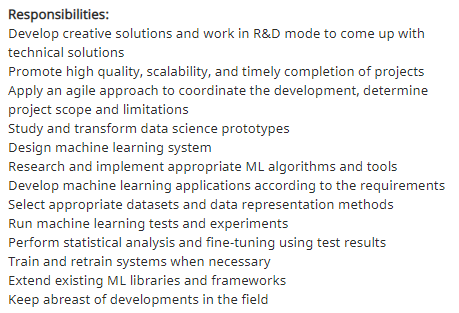 Responsibilities:
Develop creative solutions and work in R&D mode to come up with
technical solutions
Promote high quality, scalability, and timely completion of projects
Apply an agile approach to coordinate the development, determine
project scope and limitations
Study and transform data science prototypes
Design machine learning system
Research and implement appropriate ML algorithms and tools
Develop machine learning applications according to the requirements
Select appropriate datasets and data representation methods
Run machine learning tests and experiments
Perform statistical analysis and fine-tuning using test results
Train and retrain systems when necessary
Extend existing ML libraries and frameworks
Keep abreast of developments in the field